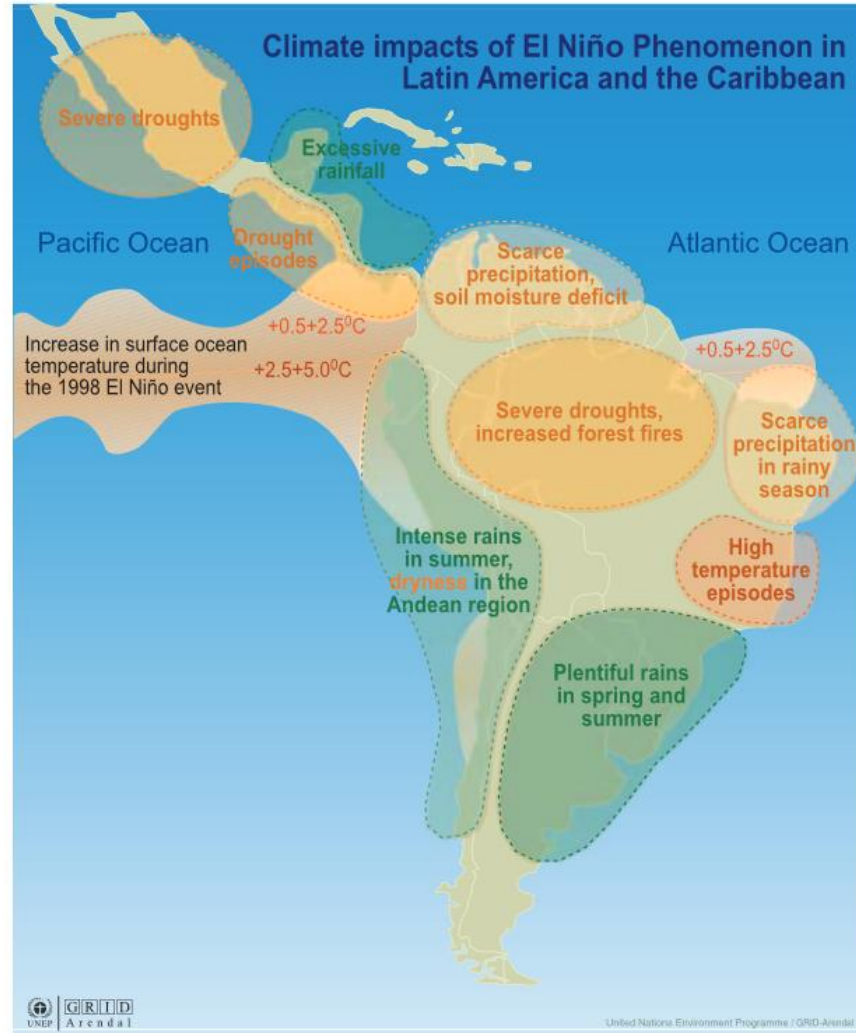 Climate impacts of El Niño Phenomenon in
Latin America and the Caribbean
Severe droughts
Excessive
rainfall
Pacific Ocean
Drought
episodes
Scarce
precipitation,
soil moisture deficit
Atlantic Ocean
Increase in surface ocean
temperature during
the 1998 El Niño event
+0.5+2.5⁰C
+2.5+5.0⁰C
+0.5+2.5⁰C
Severe droughts,
increased forest fires
Scarce
precipitation
in rainy
season
Intense rains
in summer,
dryness in the
Andean region
High
temperature
episodes
Plentiful rains
in spring and
summer
UNEP
GRID
Arendal
United Nations Environment Programme / GRID-Arendal